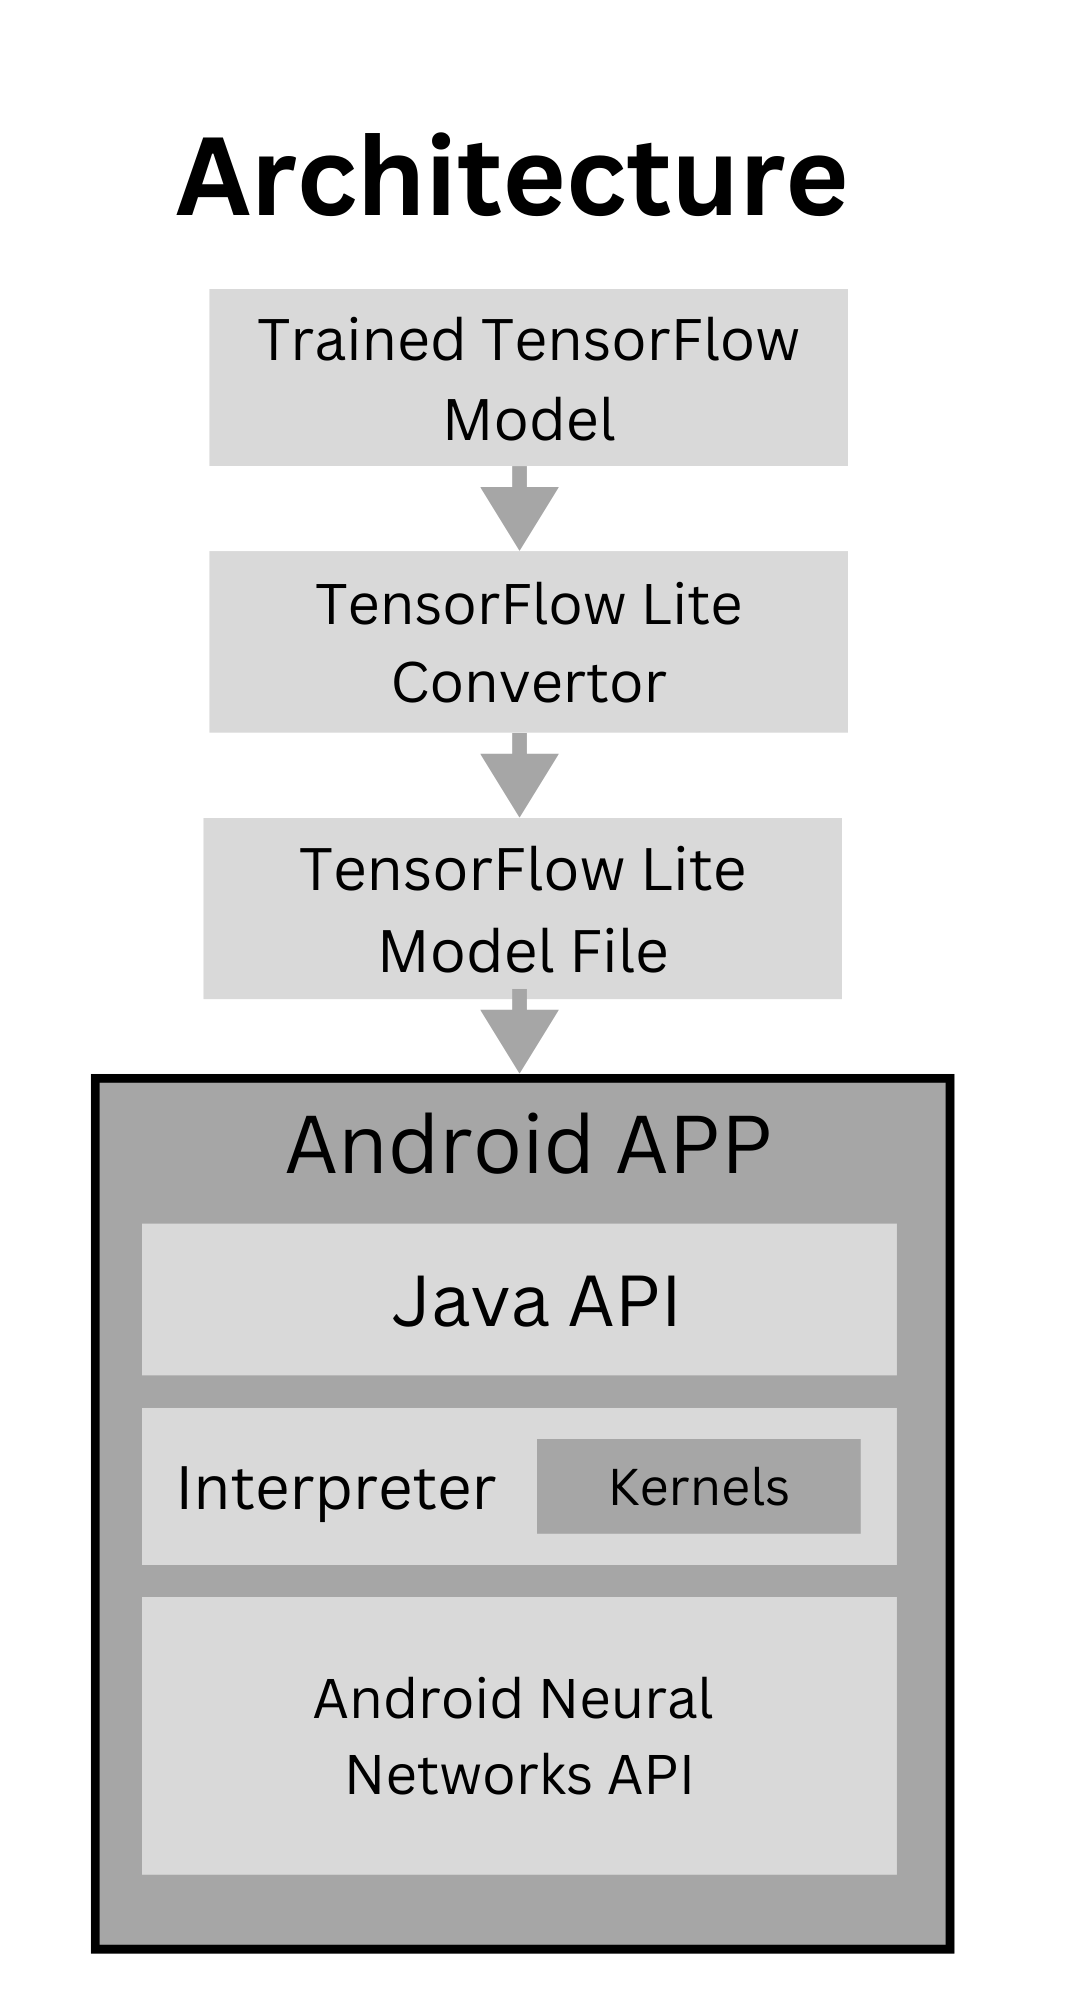 Architecture
Trained TensorFlow
Model
TensorFlow Lite
Convertor
TensorFlow Lite
Model File
Android APP
Java API
Interpreter
Kernels
Android Neural
Networks API